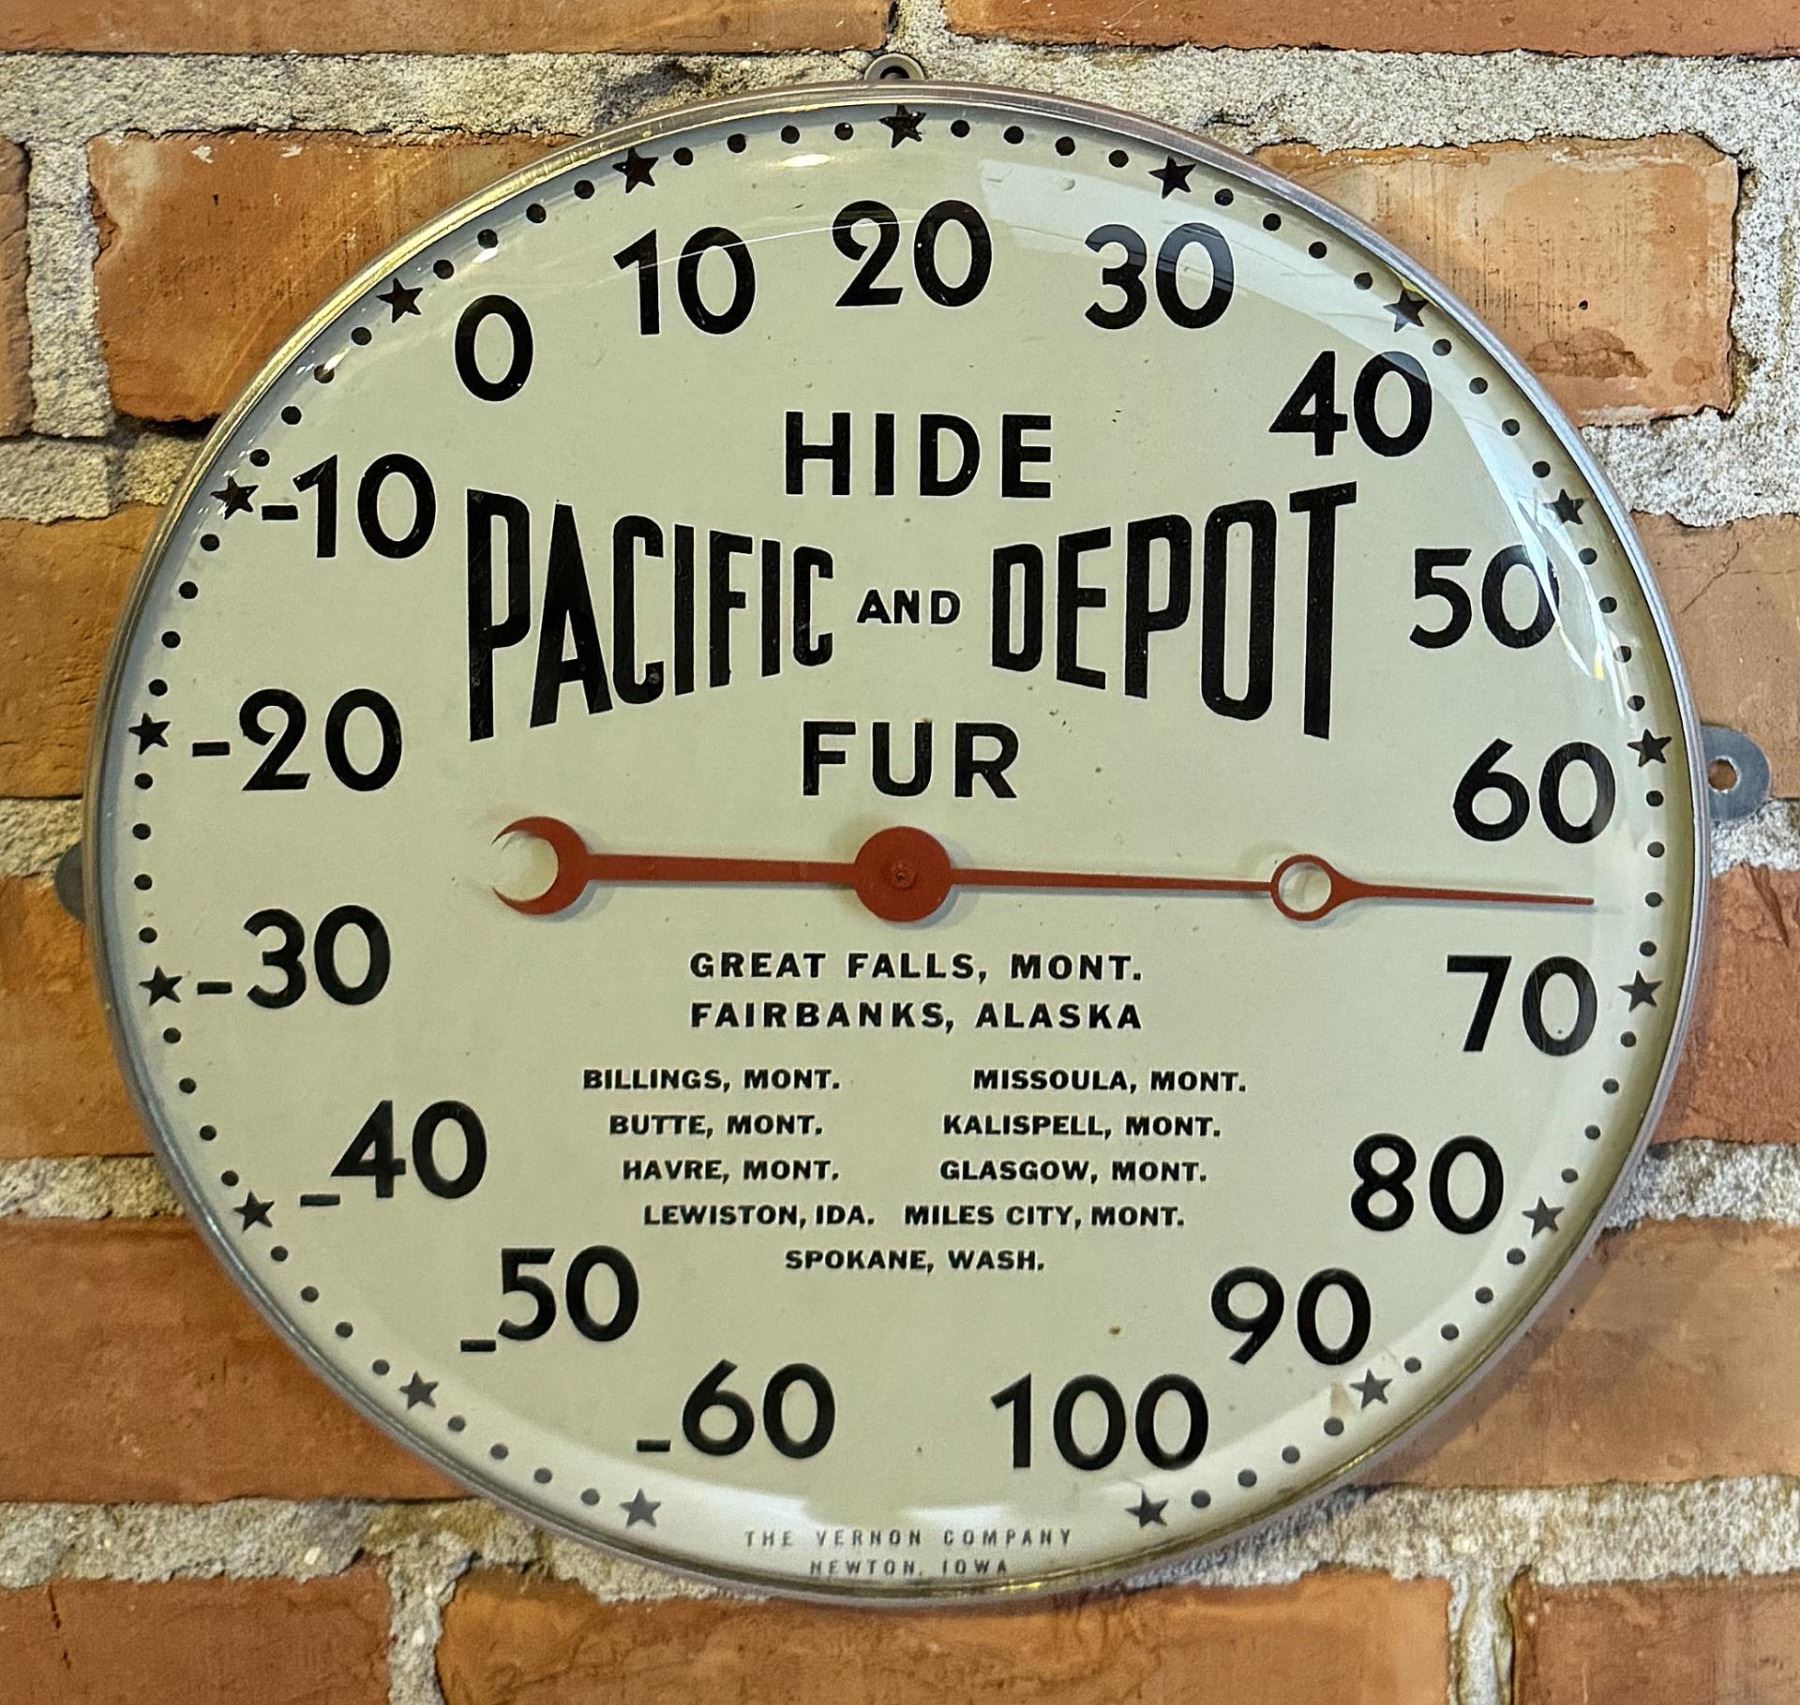 20
10 30
0 40
HIDE
-10 50
PACIFIC AND DEPOT
FUR
-20 60
-30 70
GREAT FALLS, MONT.
FAIRBANKS, ALASKA
BILLINGS, MONT. MISSOULA, MONT.
BUTTE, MONT. KALISPELL, MONT.
HAVRE, MONT. GLASGOW, MONT.
LEWISTON, IDA. MILES CITY, MONT.
SPOKANE, WASH.
-40 80
-50 90
-60 100
THE VERNON COMPANY
NEWTON, IOWA